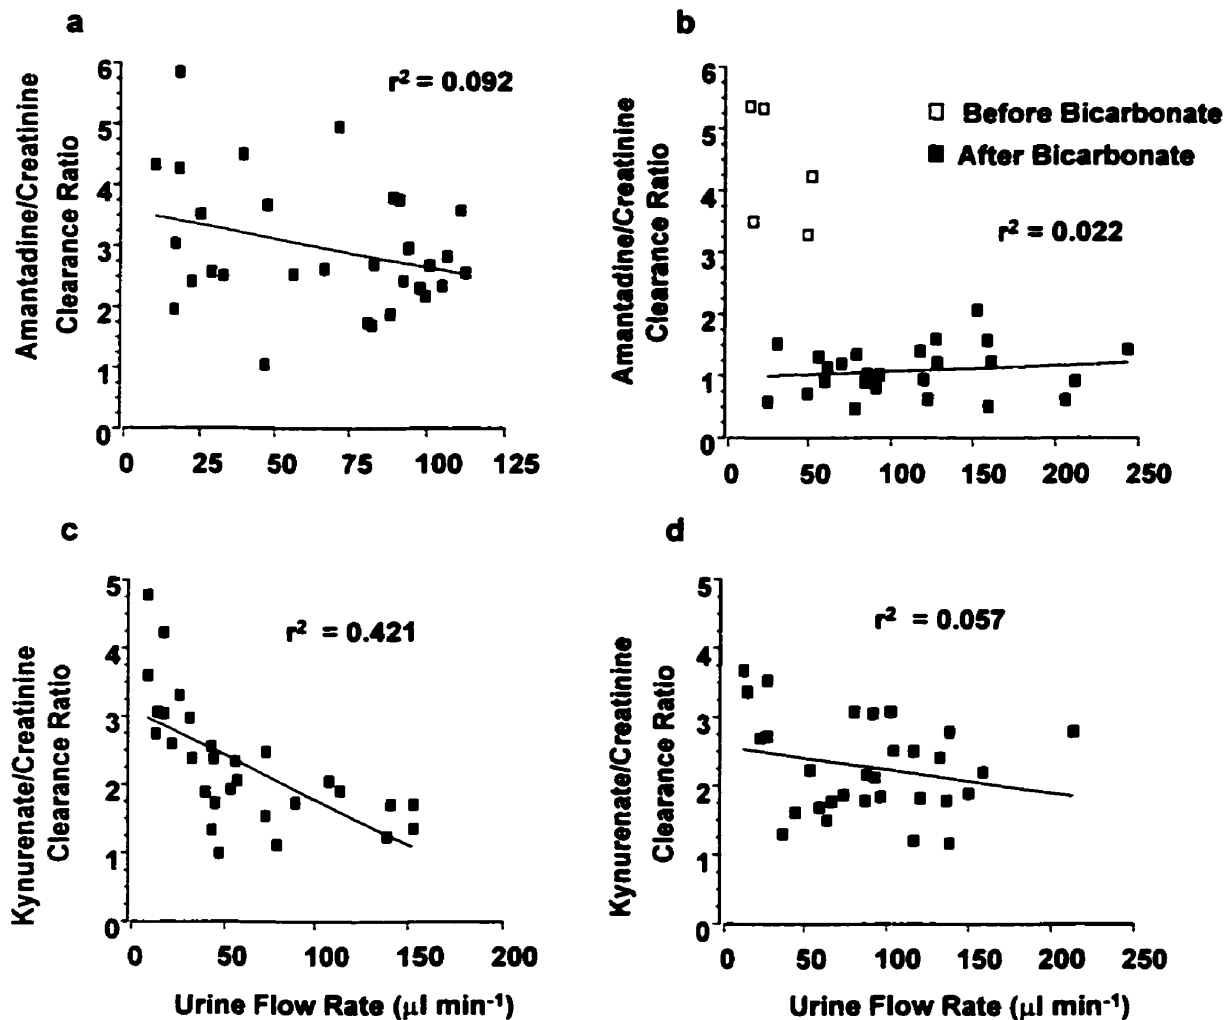 a
Amantadine/Creatinine
Clearance Ratio
6
5
4
3
2
1
0
r² = 0.092
0 25 50 75 100 125
b
Amantadine/Creatinine
Clearance Ratio
6
5
4
3
2
1
0
Before Bicarbonate
After Bicarbonate
r² = 0.022
0 50 100 150 200 250
c
Kynurenate/Creatinine
Clearance Ratio
5
4
3
2
1
0
r² = 0.421
0 50 100 150 200
Urine Flow Rate (µl min⁻¹)
d
Kynurenate/Creatinine
Clearance Ratio
5
4
3
2
1
0
r² = 0.057
0 50 100 150 200 250
Urine Flow Rate (µl min⁻¹)